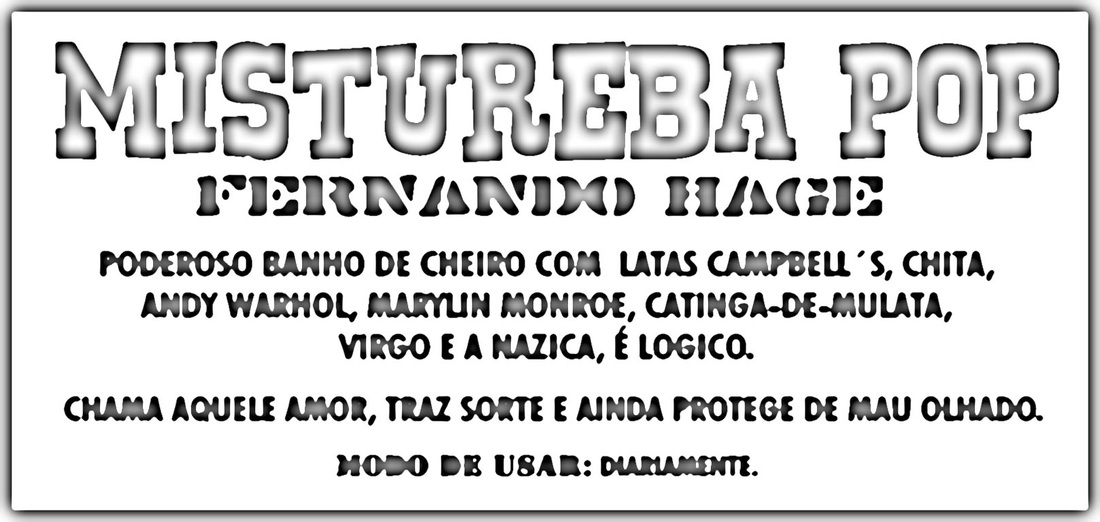 MISTUREBA POP
FERNANDO HAGE
PODEROSO BANHO DE CHEIRO COM LATAS CAMPBELL´S, CHITA,
ANDY WARHOL, MARYLIN MONROE, CATINGA-DE-MULATA,
VIRGO E A NAZICA, É LOGICO.
CHAMA AQUELE AMOR, TRAZ SORTE E AINDA PROTEGE DE MAU OLHADO.
MODO DE USAR: DIARIAMENTE.